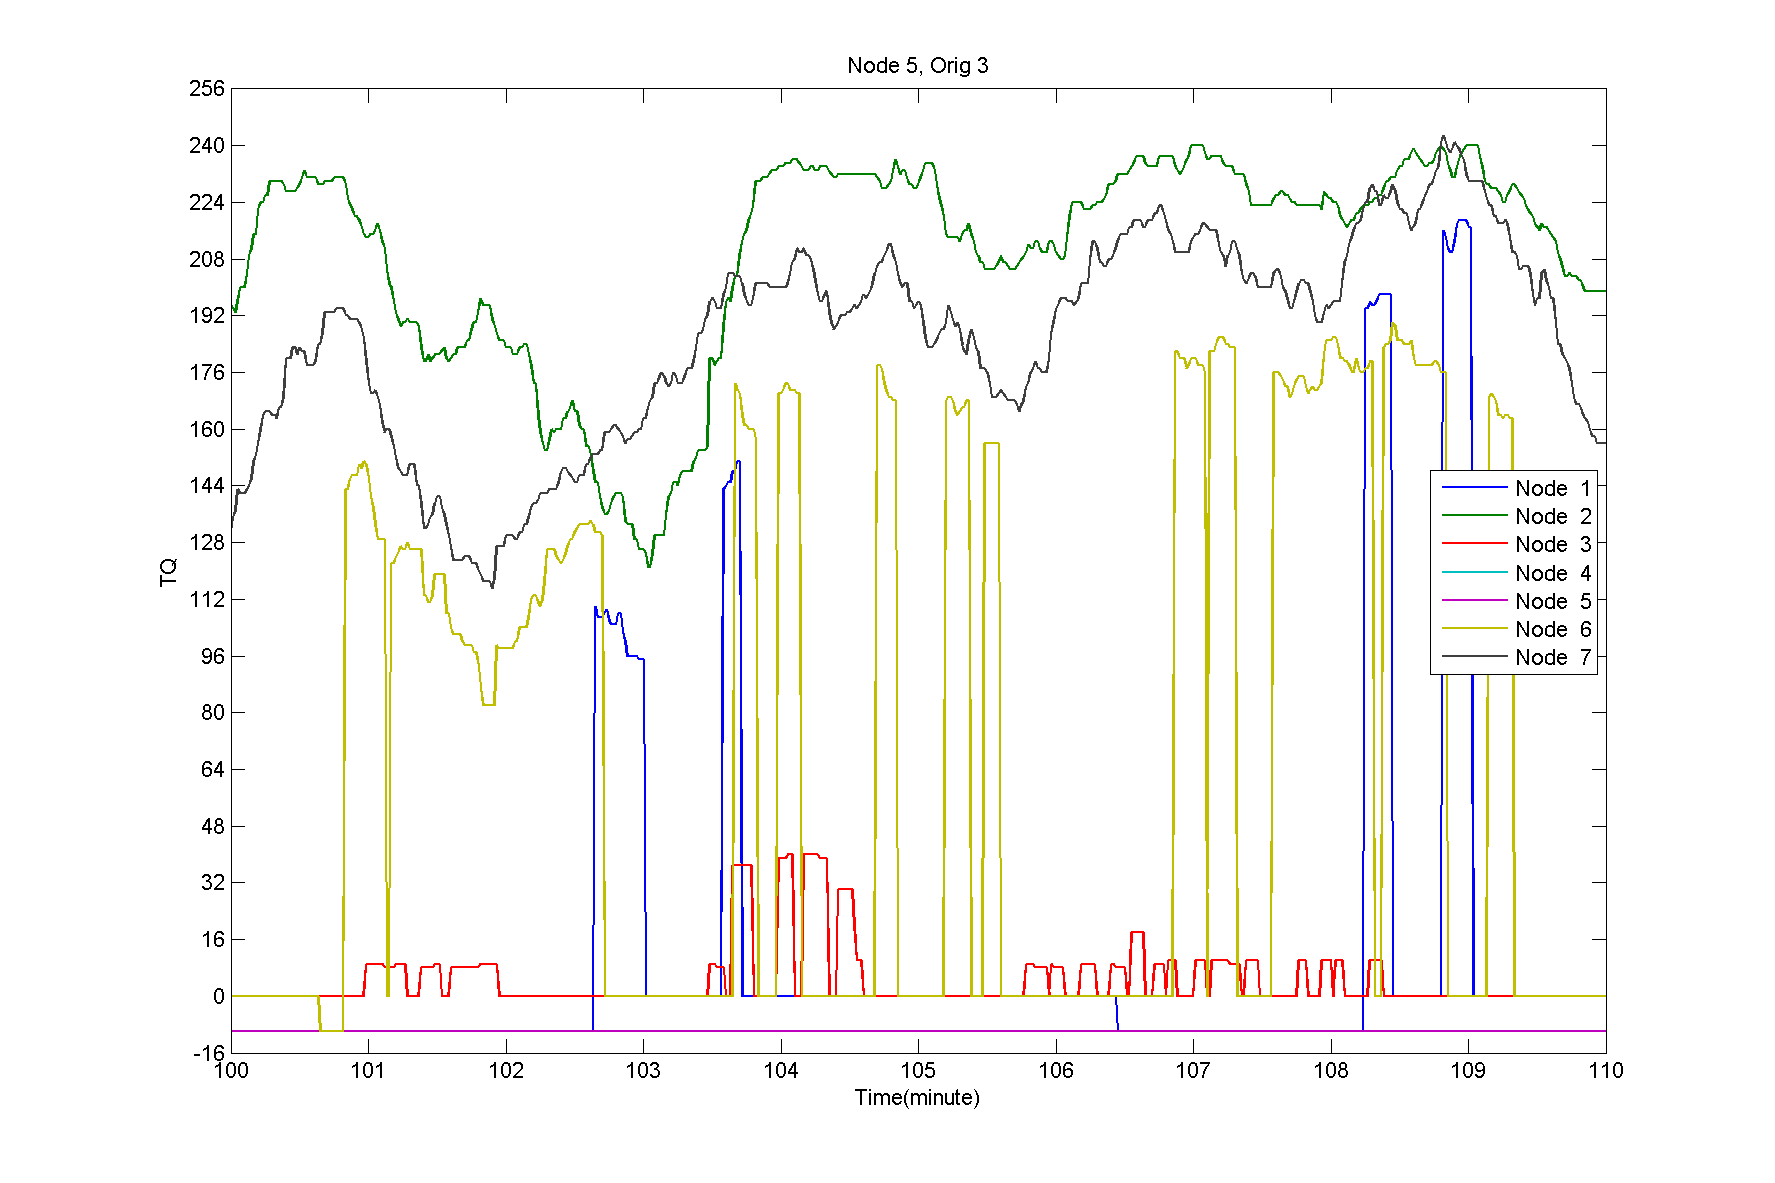 Node 5, Orig 3
256
240
224
208
192
176
160
144
128
112
96
80
64
48
32
16
0
-16
TQ
Node 1
Node 2
Node 3
Node 4
Node 5
Node 6
Node 7
100 101 102 103 104 105 106 107 108 109 110
Time(minute)